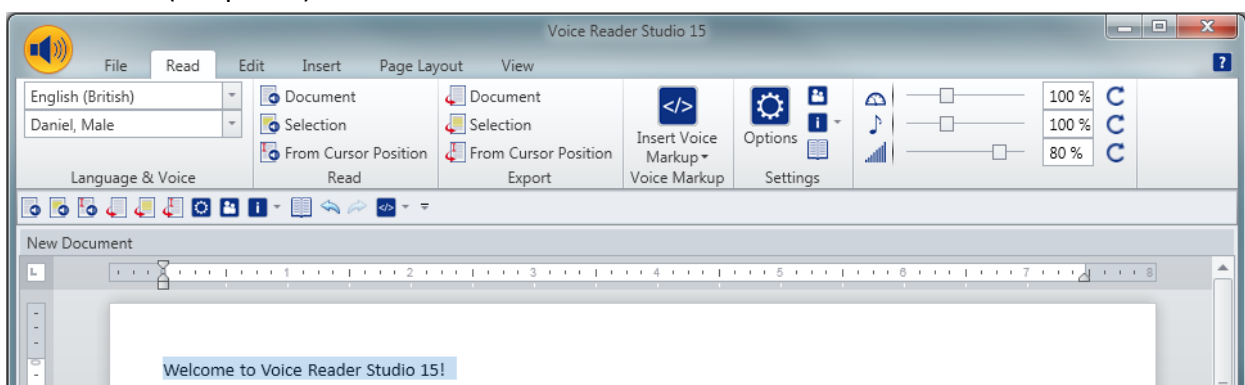 Voice Reader Studio 15
File Read Edit Insert Page Layout View ?
English (British)
Daniel, Male
Language & Voice
Document
Selection
From Cursor Position
Read
Document
Selection
From Cursor Position
Export
</>
Insert Voice
Markup
Voice Markup
Options
i
Settings
100 %
100 %
80 %
i </>
New Document
L 1 2 3 4 5 6 7 8
Welcome to Voice Reader Studio 15!